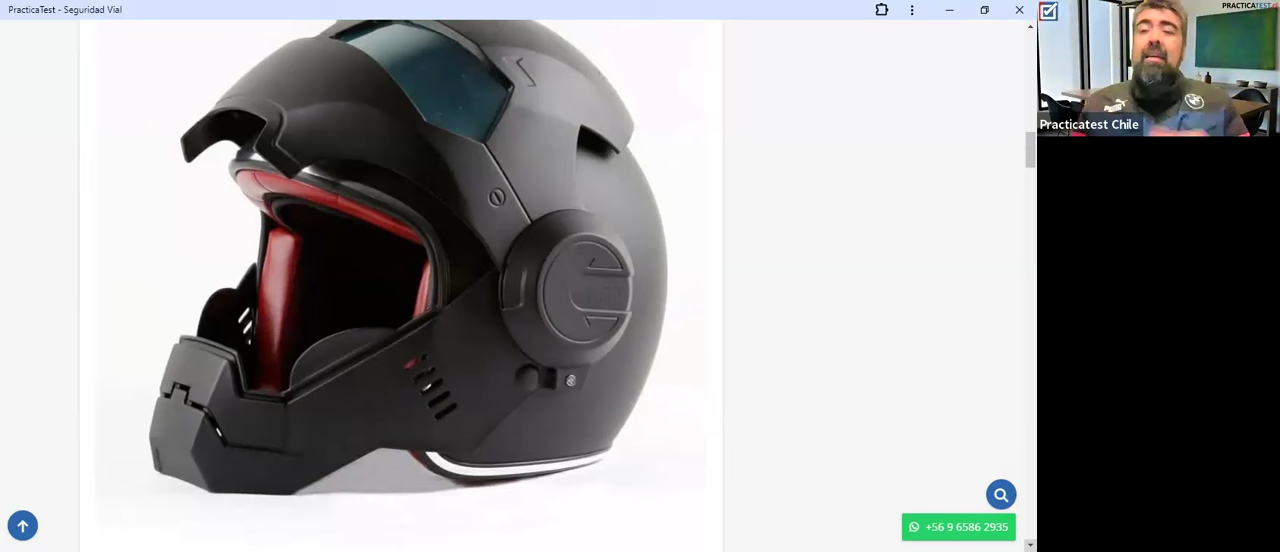 PracticaTest - Seguridad Vial
PRACTICATEST
Practicatest Chile
+56 9 6586 2935